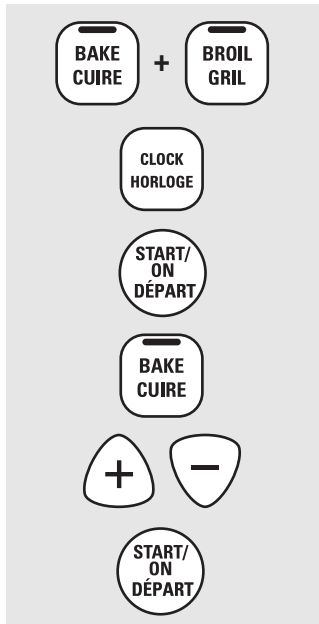 BAKE
CUIRE
+
BROIL
GRIL
CLOCK
HORLOGE
START/
ON
DÉPART
BAKE
CUIRE
+ −
START/
ON
DÉPART